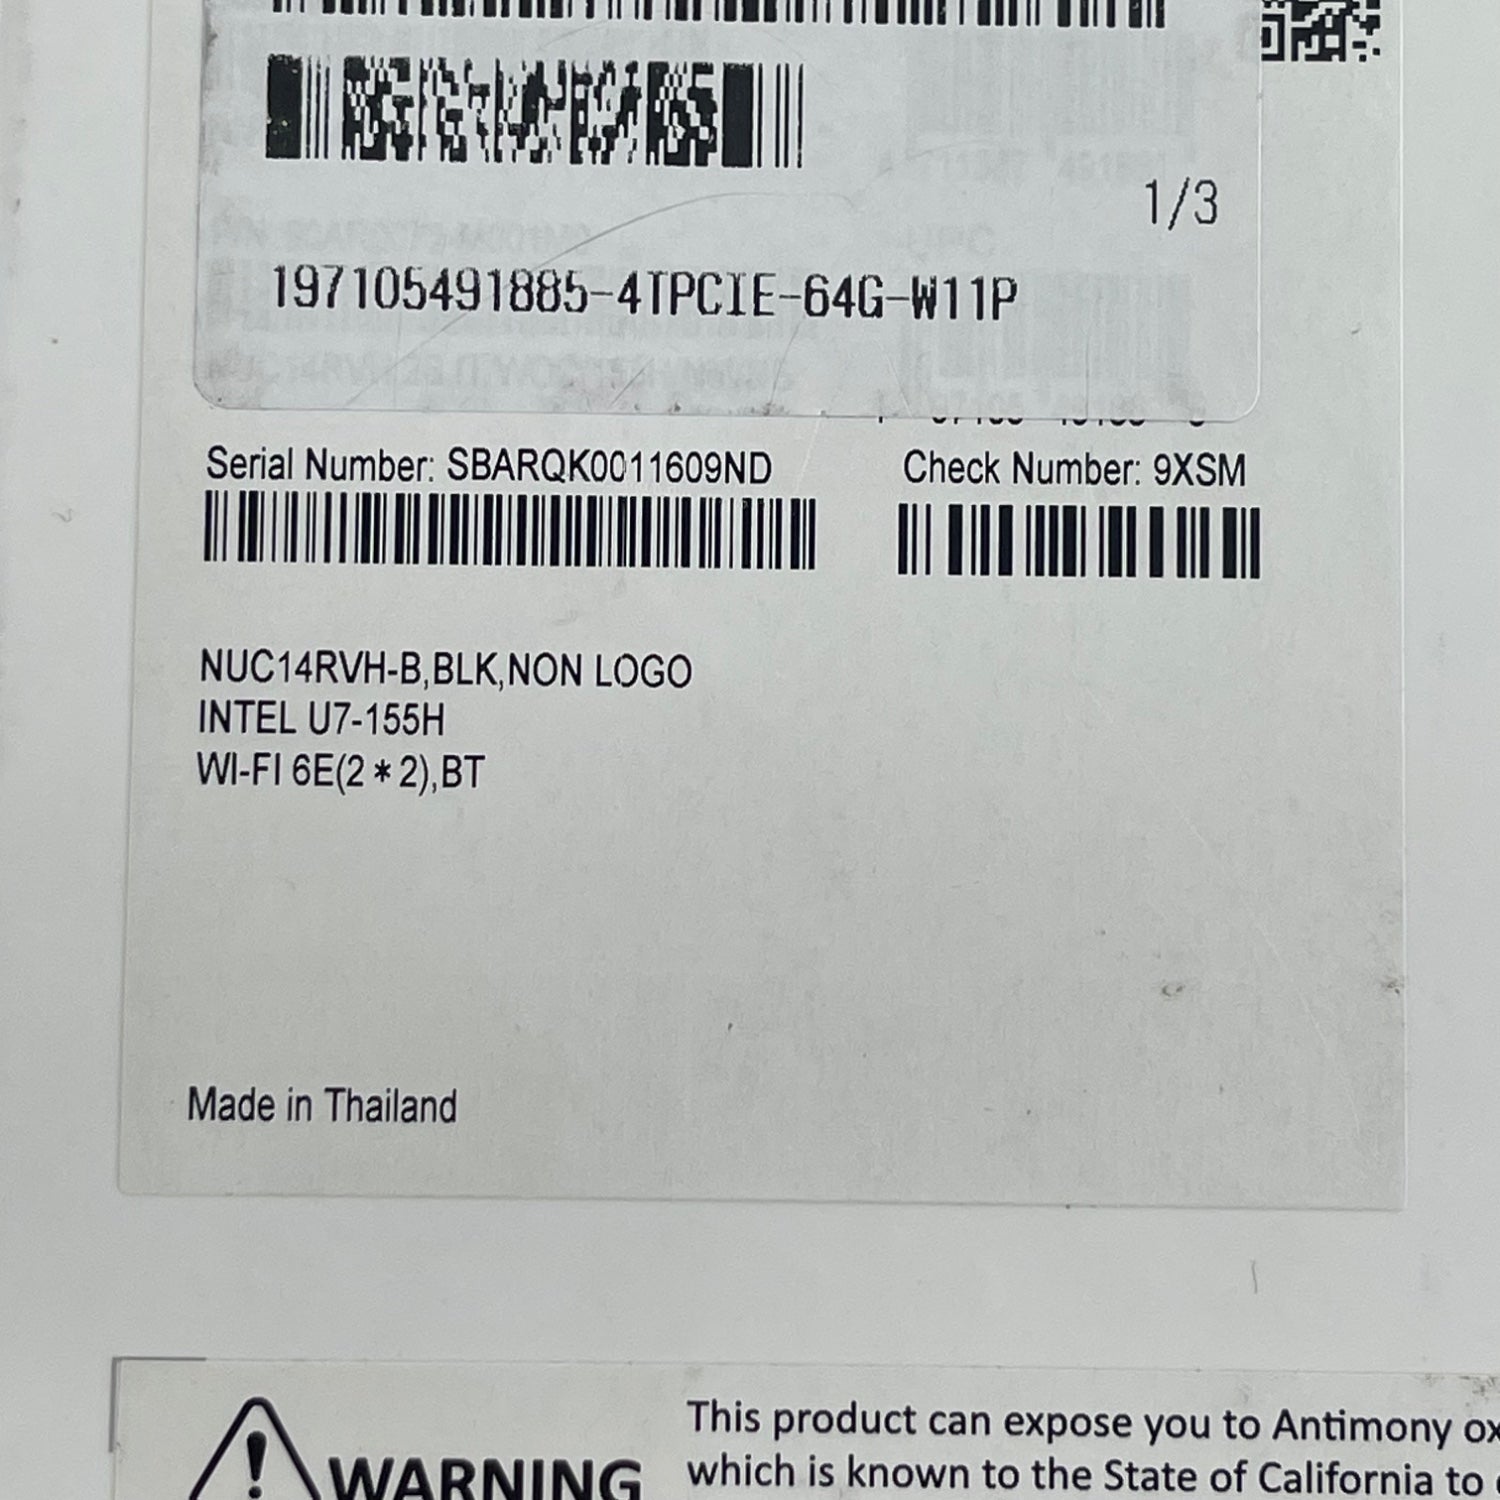 1/3
197105491885-4TPCIE-64G-W11P
Serial Number: SBARQK0011609ND
Check Number: 9XSM
NUC14RVH-B,BLK,NON LOGO
INTEL U7-155H
WI-FI 6E(2*2),BT
Made in Thailand
WARNING
This product can expose you to Antimony
which is known to the State of California to